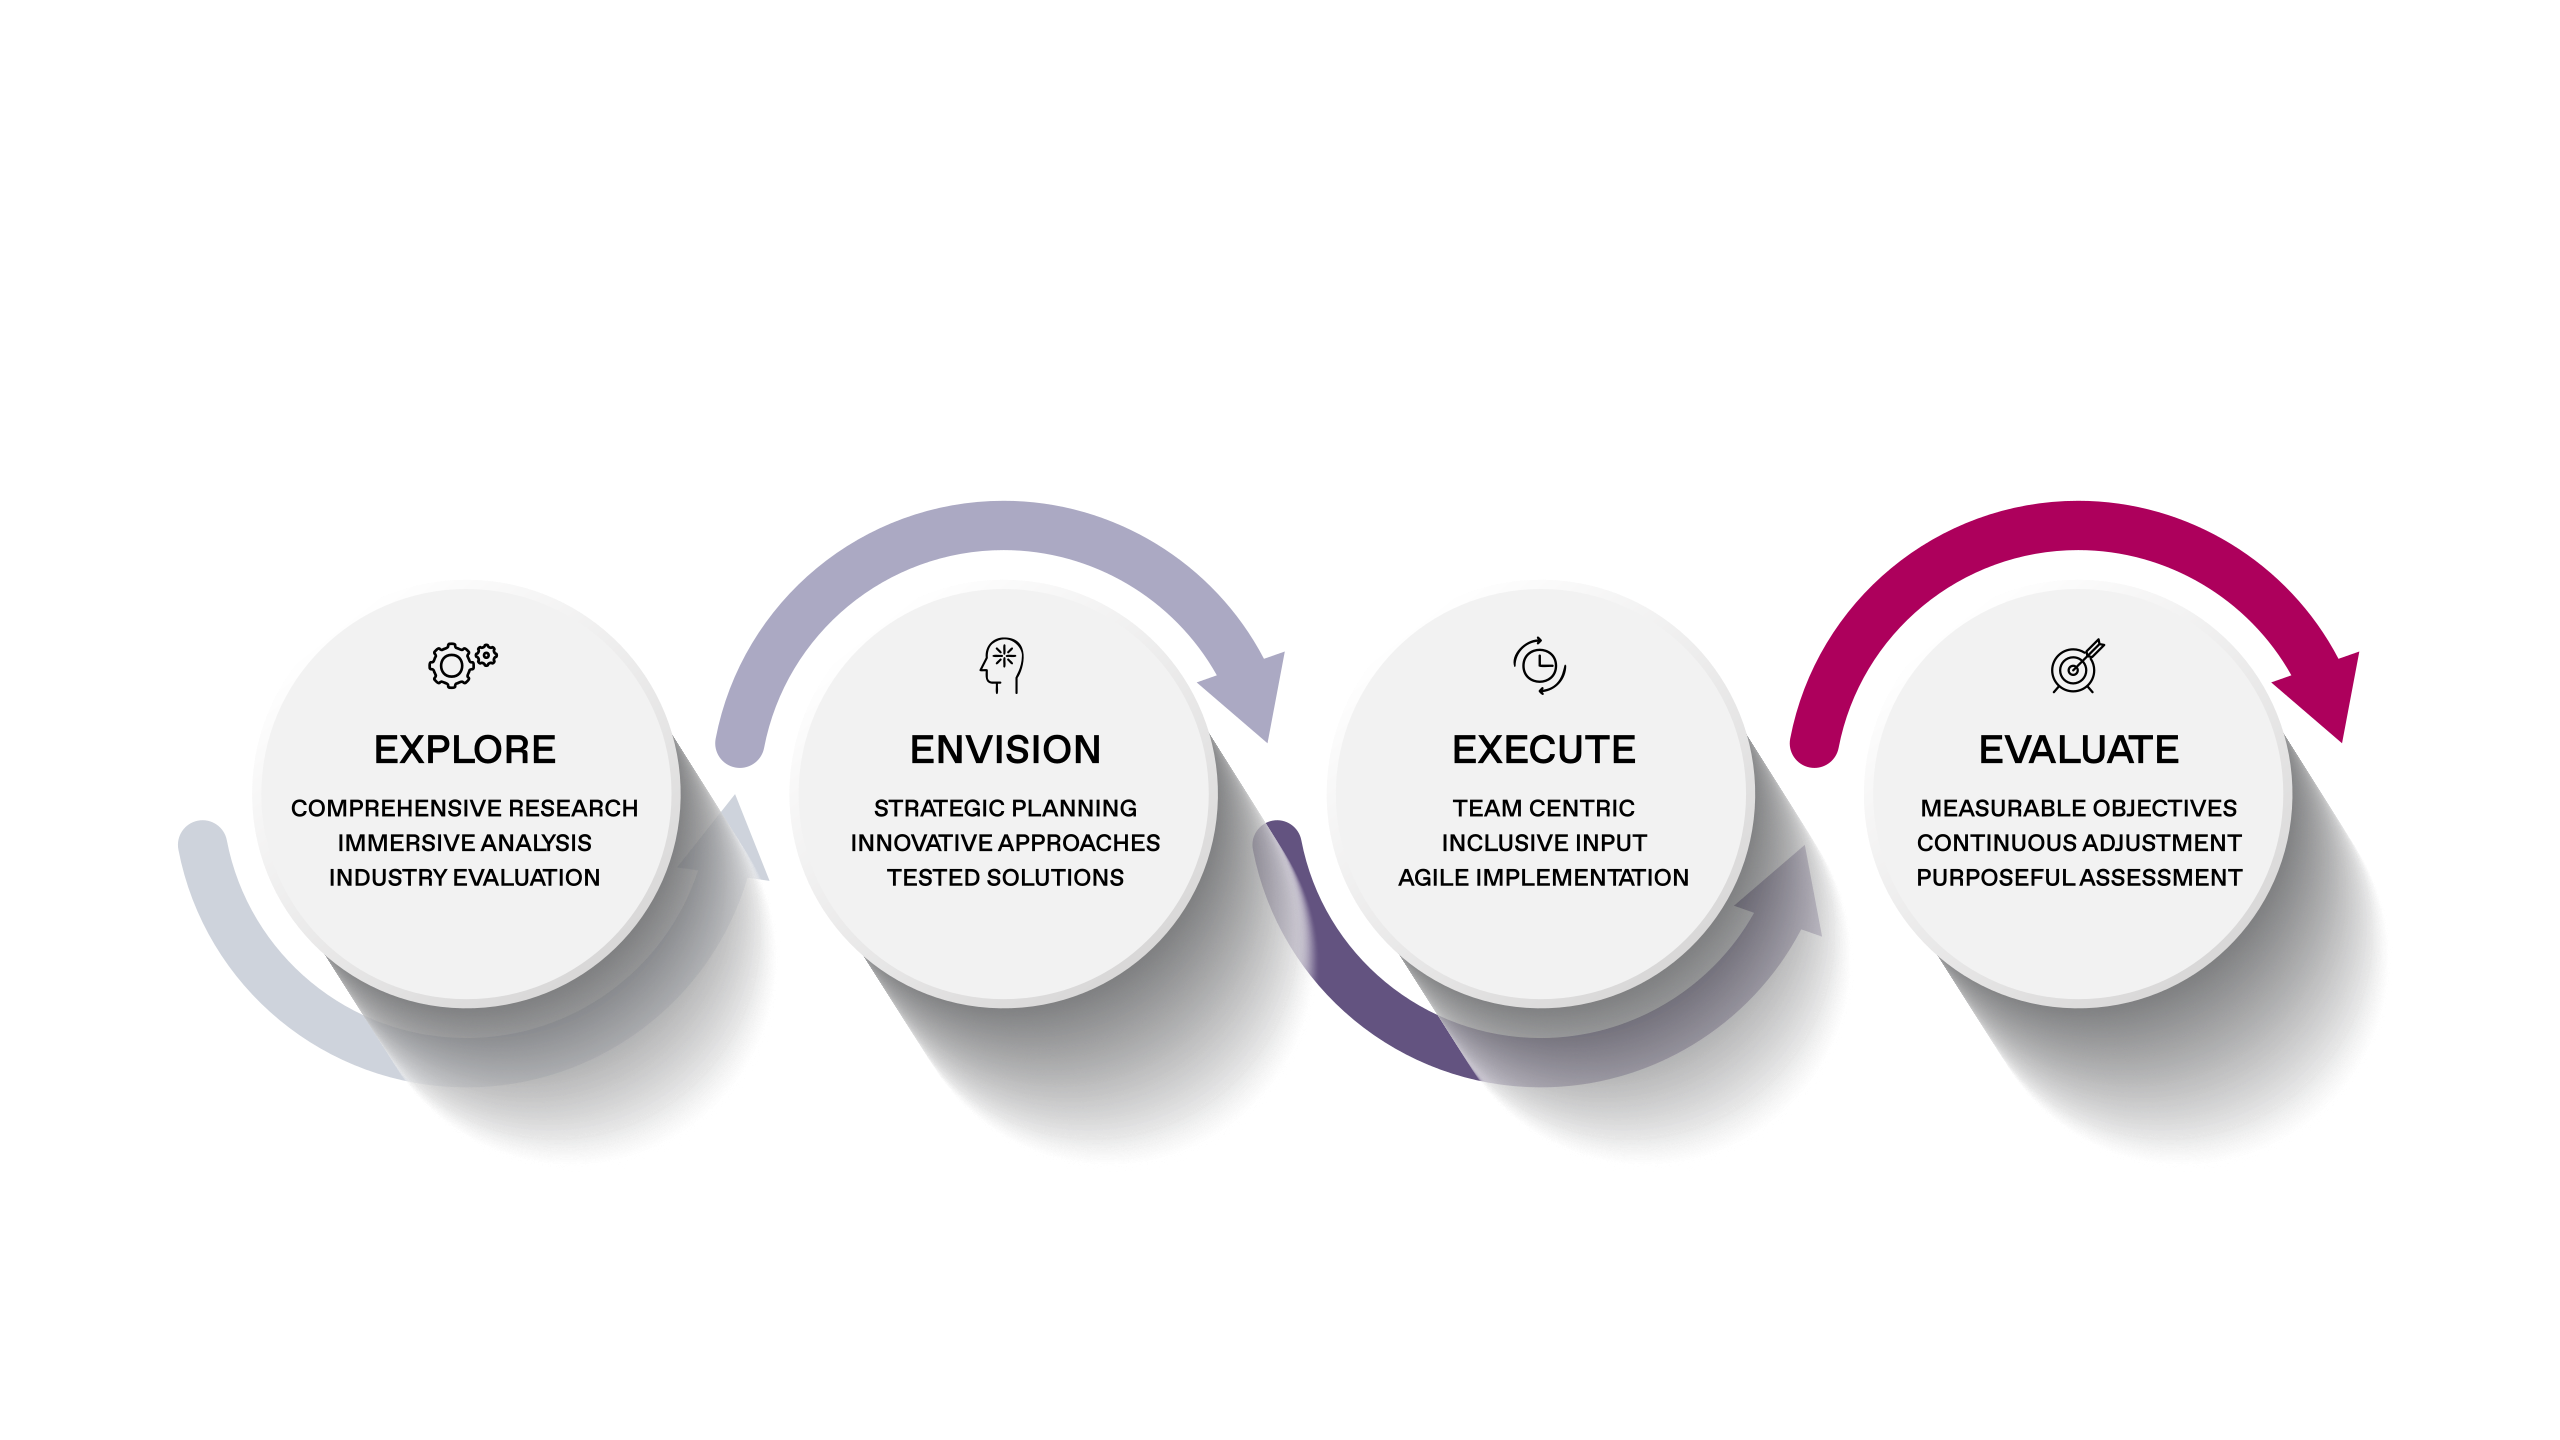 EXPLORE
COMPREHENSIVE RESEARCH
IMMERSIVE ANALYSIS
INDUSTRY EVALUATION
ENVISION
STRATEGIC PLANNING
INNOVATIVE APPROACHES
TESTED SOLUTIONS
EXECUTE
TEAM CENTRIC
INCLUSIVE INPUT
AGILE IMPLEMENTATION
EVALUATE
MEASURABLE OBJECTIVES
CONTINUOUS ADJUSTMENT
PURPOSEFUL ASSESSMENT